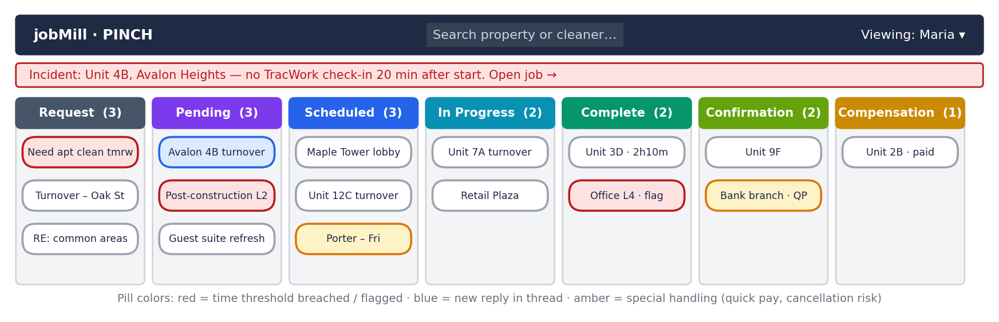 jobMill · PINCH
Search property or cleaner...
Viewing: Maria ▾
Incident: Unit 4B, Avalon Heights — no TracWork check-in 20 min after start. Open job →
Request (3)
Need apt clean tmrw
Turnover – Oak St
RE: common areas
Pending (3)
Avalon 4B turnover
Post-construction L2
Guest suite refresh
Scheduled (3)
Maple Tower lobby
Unit 12C turnover
Porter – Fri
In Progress (2)
Unit 7A turnover
Retail Plaza
Complete (2)
Unit 3D · 2h10m
Office L4 · flag
Confirmation (2)
Unit 9F
Bank branch · QP
Compensation (1)
Unit 2B · paid
Pill colors: red = time threshold breached / flagged · blue = new reply in thread · amber = special handling (quick pay, cancellation risk)